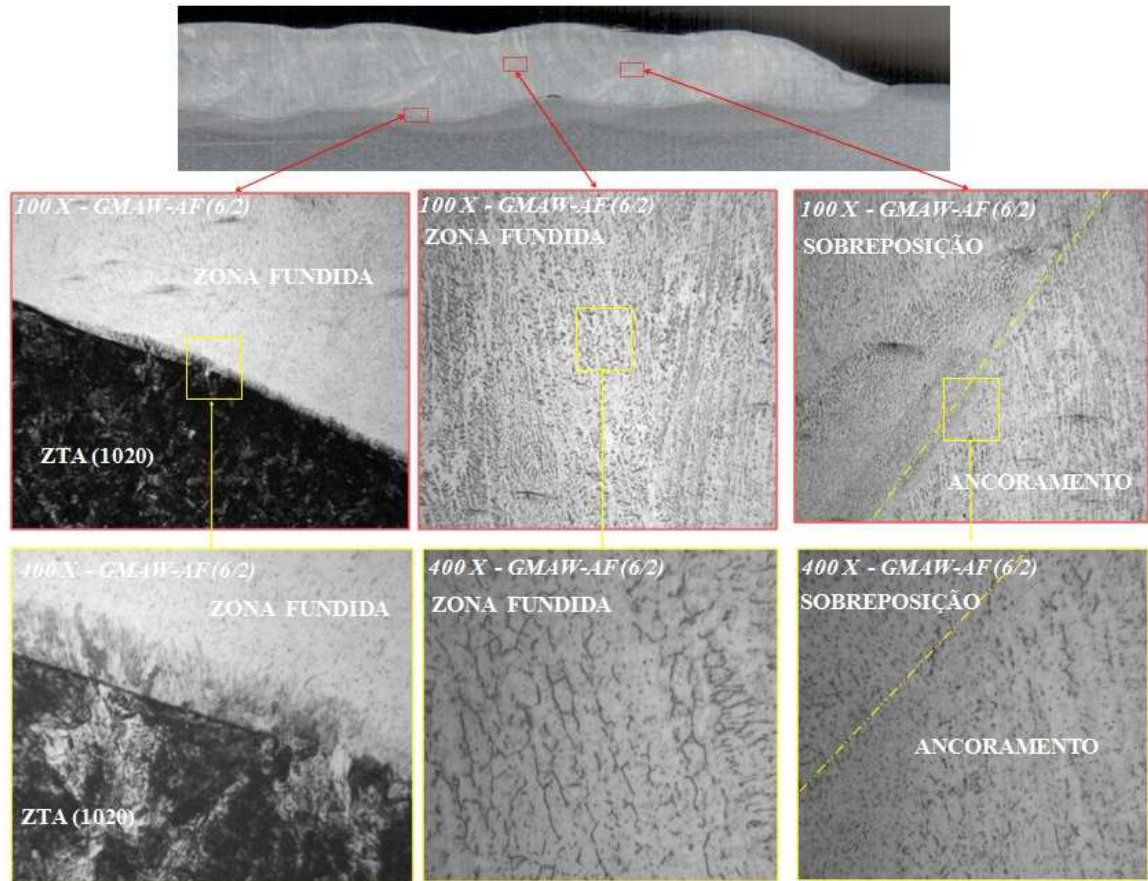 100 X - GMAW-AF(6/2)
ZONA FUNDIDA
ZTA (1020)
100 X - GMAW-AF(6/2)
ZONA FUNDIDA
100 X - GMAW-AF(6/2)
SOBREPOSIÇÃO
ANCORAMENTO
400 X - GMAW-AF(6/2)
ZONA FUNDIDA
ZTA (1020)
400 X - GMAW-AF(6/2)
ZONA FUNDIDA
400 X - GMAW-AF(6/2)
SOBREPOSIÇÃO
ANCORAMENTO